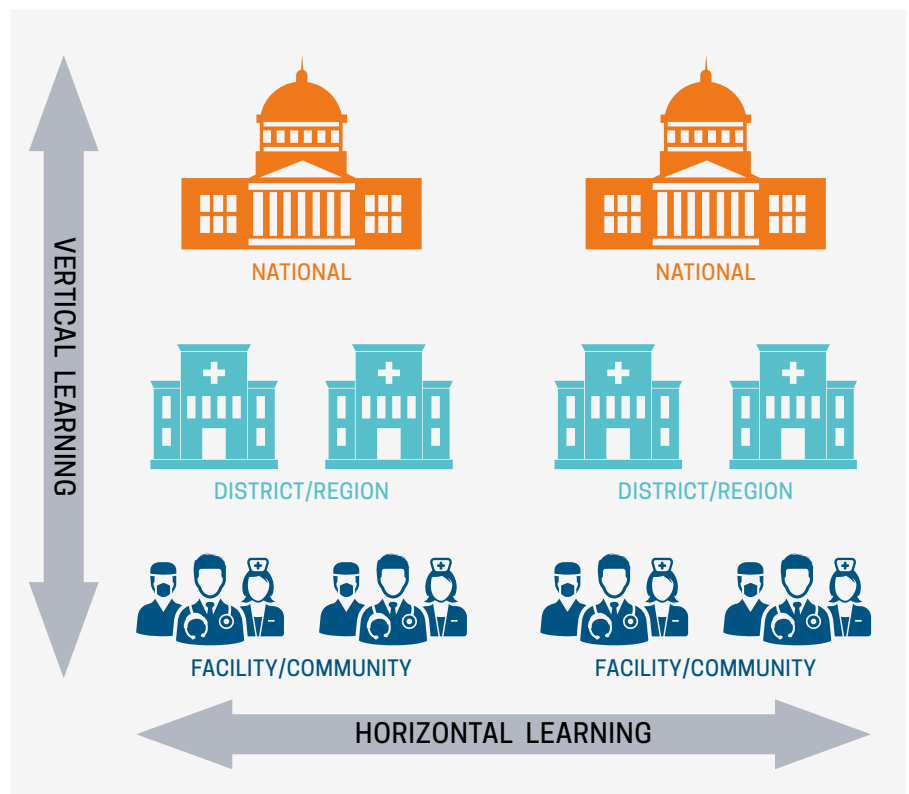 VERTICAL LEARNING
NATIONAL
NATIONAL
DISTRICT/REGION
DISTRICT/REGION
FACILITY/COMMUNITY
FACILITY/COMMUNITY
HORIZONTAL LEARNING